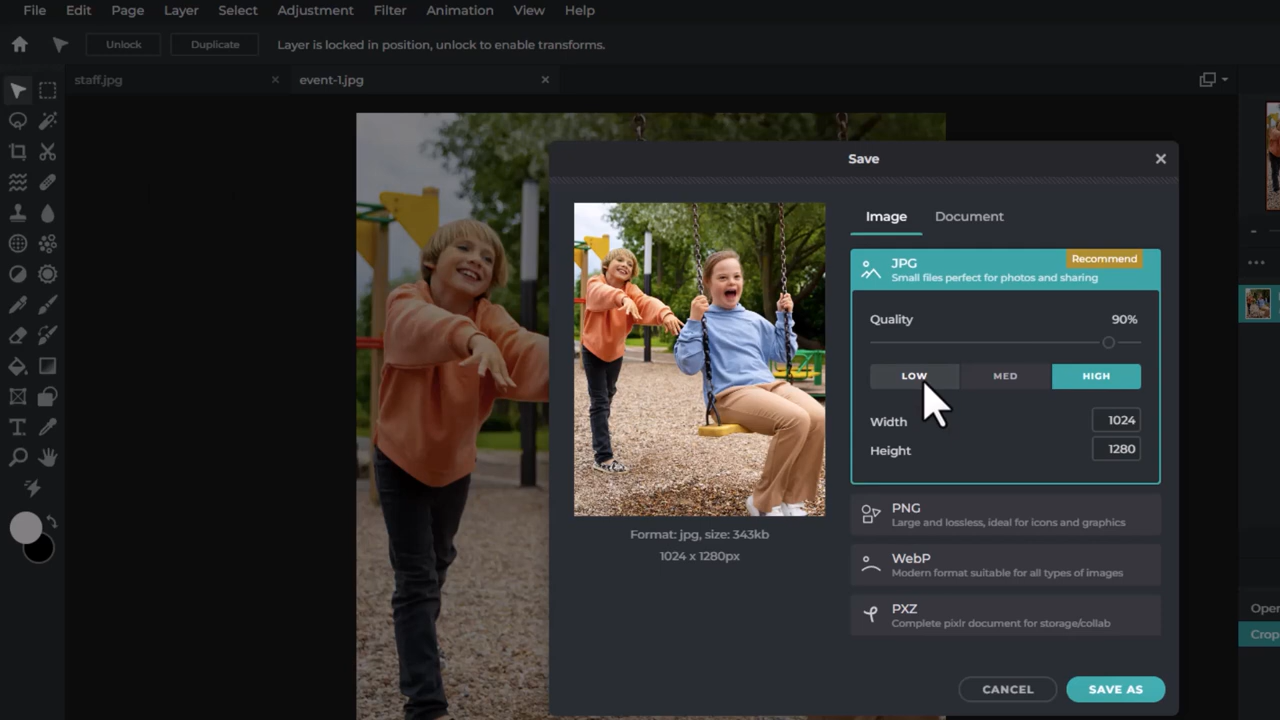 File Edit Page Layer Select Adjustment Filter Animation View Help
Unlock Duplicate Layer is locked in position, unlock to enable transforms.
staff.jpg event-1.jpg
Save
Image Document
JPG Recommend
Small files perfect for photos and sharing
Quality 90%
LOW MED HIGH
Width 1024
Height 1280
PNG
Large and lossless, ideal for icons and graphics
Format: jpg, size: 343kb
1024 x 1280px
WebP
Modern format suitable for all types of images
PXZ
Complete pixlr document for storage/collab
CANCEL SAVE AS